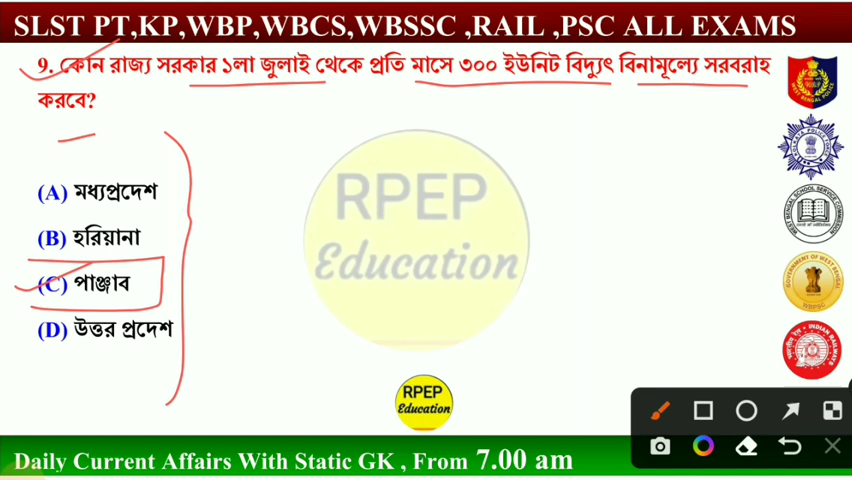 SLST PT,KP,WBP,WBCS,WBSSC ,RAIL ,PSC ALL EXAMS
9. কোন রাজ্য সরকার ১লা জুলাই থেকে প্রতি মাসে ৩০০ ইউনিট বিদ্যুৎ বিনামূল্যে সরবরাহ
করবে?
(A) মধ্যপ্রদেশ
(B) হরিয়ানা
(C) পাঞ্জাব
(D) উত্তর প্রদেশ
RPEP
Education
RPEP
Education
Daily Current Affairs With Static GK , From 7.00 am